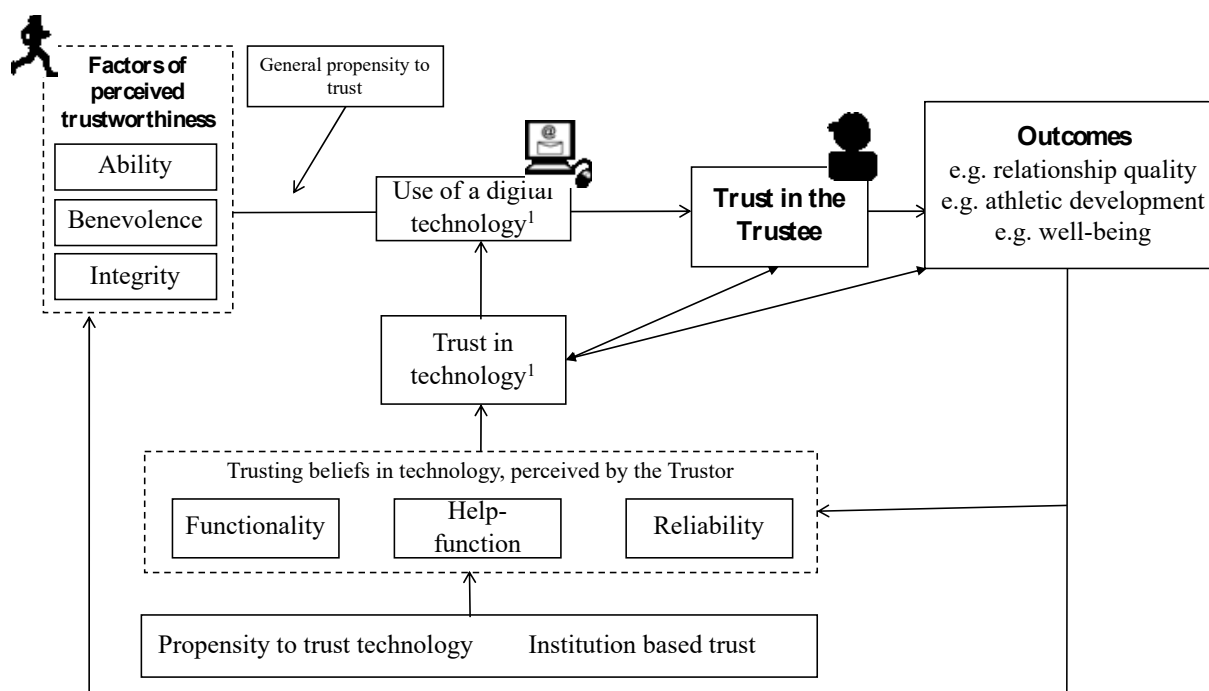 Factors of
perceived
trustworthiness
Ability
Benevolence
Integrity
General propensity to
trust
@
Use of a digital
technology1
Trust in the
Trustee
Outcomes
e.g. relationship quality
e.g. athletic development
e.g. well-being
Trust in
technology1
Trusting beliefs in technology, perceived by the Trustor
Functionality
Help-
function
Reliability
Propensity to trust technology
Institution based trust